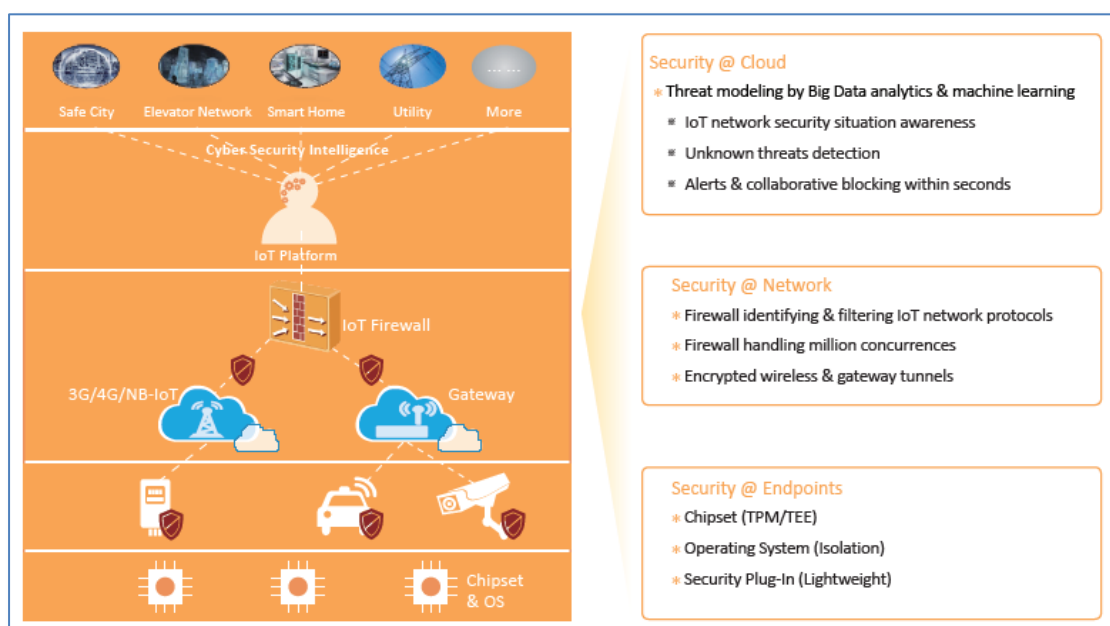 Safe City
Elevator Network
Smart Home
Utility
... ...
More
Cyber Security Intelligence
IoT Platform
IoT Firewall
3G/4G/NB-IoT
Gateway
Chipset
& OS
Security @ Cloud
* Threat modeling by Big Data analytics & machine learning
IoT network security situation awareness
Unknown threats detection
Alerts & collaborative blocking within seconds
Security @ Network
* Firewall identifying & filtering IoT network protocols
* Firewall handling million concurrences
* Encrypted wireless & gateway tunnels
Security @ Endpoints
* Chipset (TPM/TEE)
* Operating System (Isolation)
* Security Plug-In (Lightweight)